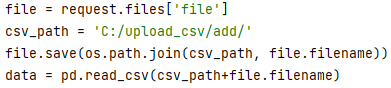 file = request.files['file']
csv_path = 'C:/upload_csv/add/'
file.save(os.path.join(csv_path, file.filename))
data = pd.read_csv(csv_path+file.filename)